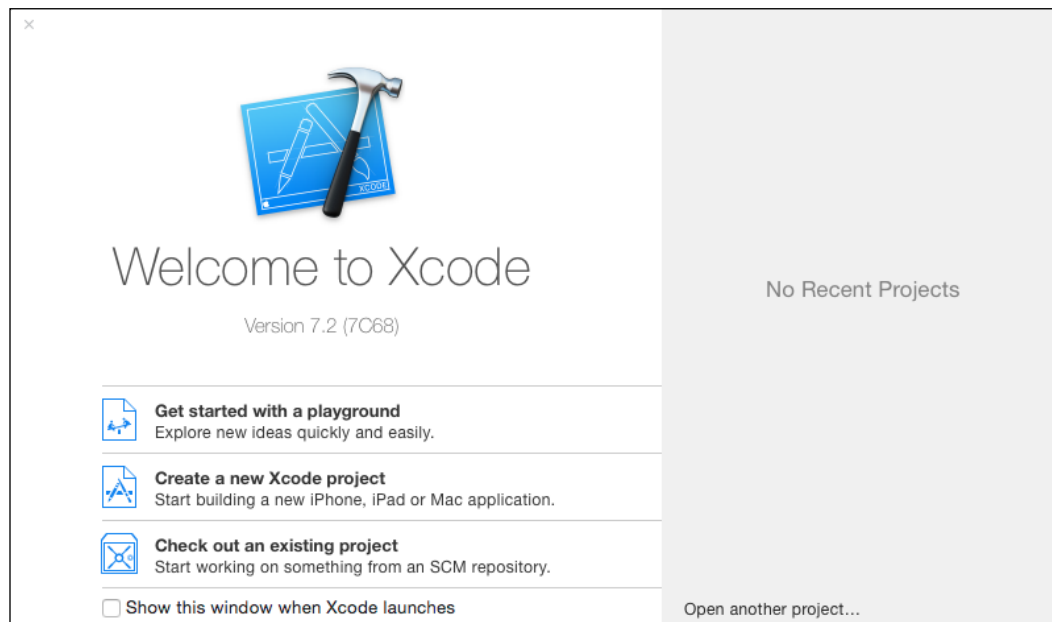 XCODE
Welcome to Xcode
Version 7.2 (7C68)
Get started with a playground
Explore new ideas quickly and easily.
Create a new Xcode project
Start building a new iPhone, iPad or Mac application.
Check out an existing project
Start working on something from an SCM repository.
Show this window when Xcode launches
No Recent Projects
Open another project...